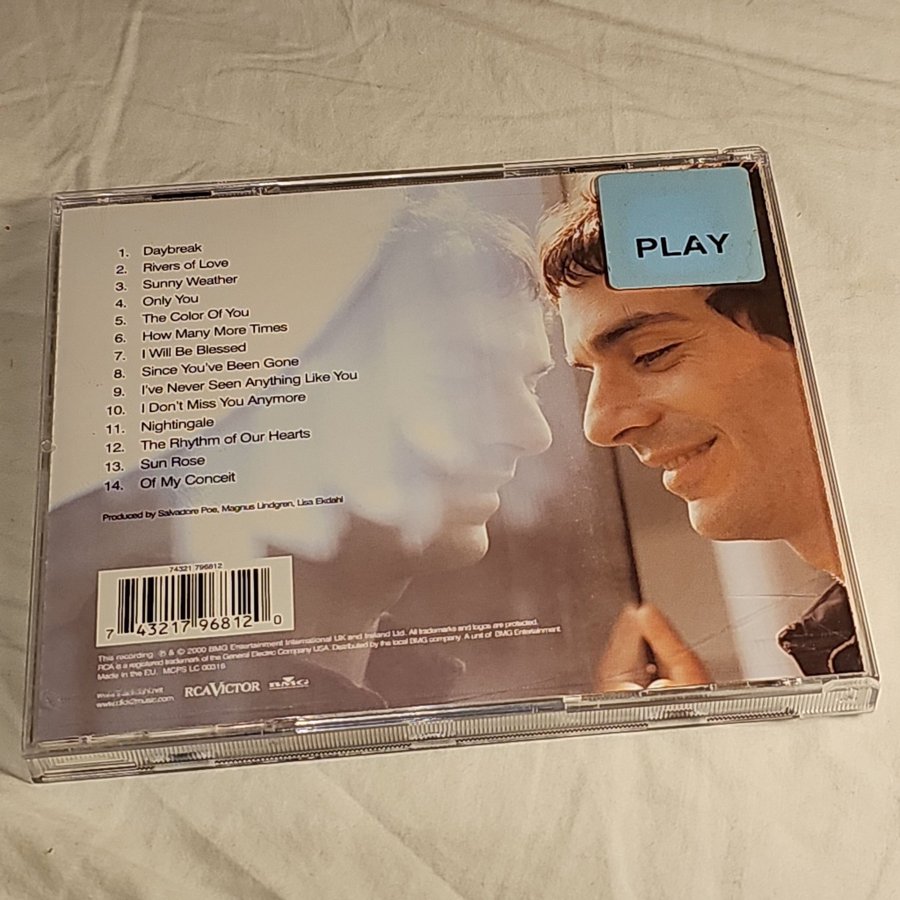 PLAY
1. Daybreak
2. Rivers of Love
3. Sunny Weather
4. Only You
5. The Color Of You
6. How Many More Times
7. I Will Be Blessed
8. Since You've Been Gone
9. I've Never Seen Anything Like You
10. I Don't Miss You Anymore
11. Nightingale
12. The Rhythm of Our Hearts
13. Sun Rose
14. Of My Conceit
Produced by Salvadore Poe, Magnus Lindgren, Lisa Ekdahl
74321 796812
7 43217 96812 0
This recording ℗ & © 2000 BMG Entertainment International UK and Ireland Ltd. All trademarks and logos are protected.
RCA is a registered trademark of the General Electric Company USA. Distributed by the local BMG company. A unit of BMG Entertainment.
Made in the EU. MCPS LC 00316
RCA VICTOR BMG
www.click2music.com